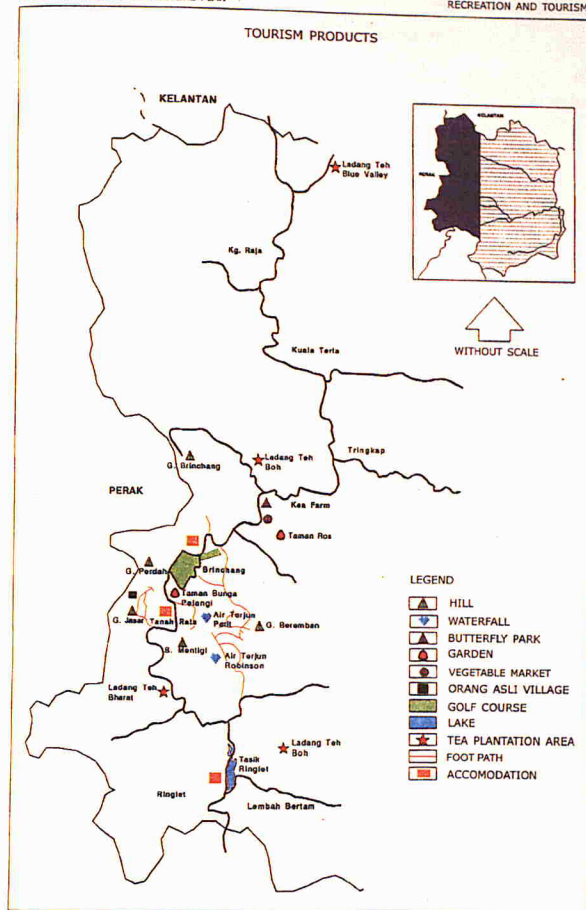 RECREATION AND TOURISM
TOURISM PRODUCTS
KELANTAN
KELANTAN
PERAK
Ladang Teh
Blue Valley
Kg. Raja
WITHOUT SCALE
Kuala Terla
G. Brinchang
Ladang Teh
Boh
Tringkap
PERAK
Kea Farm
Taman Ros
G. Perdah
Brinchang
Taman Bunga
Pelangi
G. Jasar
Tanah Rata
Air Terjun
Parit
G. Beremban
B. Mentigi
Air Terjun
Robinson
Ladang Teh
Bharat
Ladang Teh
Boh
Tasik
Ringlet
Ringlet
Lembah Bertam
LEGEND
HILL
WATERFALL
BUTTERFLY PARK
GARDEN
VEGETABLE MARKET
ORANG ASLI VILLAGE
GOLF COURSE
LAKE
TEA PLANTATION AREA
FOOT PATH
ACCOMODATION